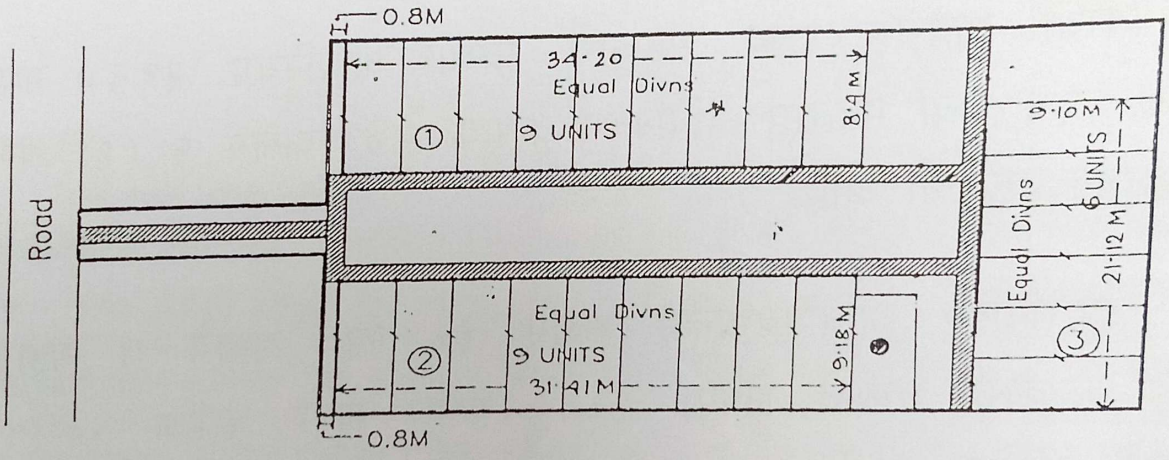 0.8M
34.20
Equal Divns
9 UNITS
①
8.4M
Road
9.10M
6 UNITS
21.12 M
Equal Divns
③
Equal Divns
9 UNITS
②
31.41M
9.18M
0.8M